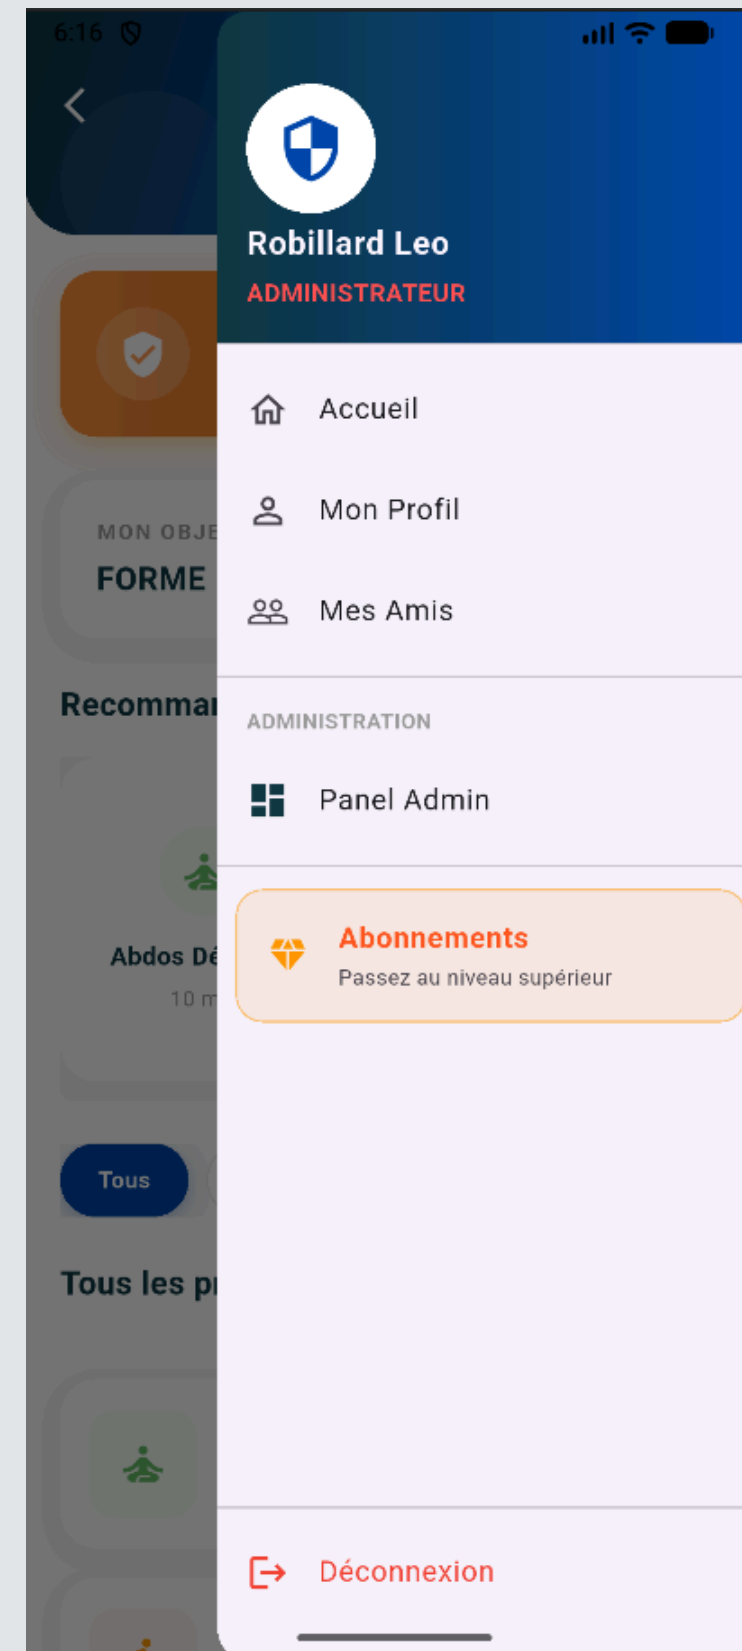 6:16
Robillard Leo
ADMINISTRATEUR
Accueil
Mon Profil
MON OBJE
FORME
Mes Amis
Recomma
ADMINISTRATION
Panel Admin
Abonnements
Passez au niveau supérieur
Abdos Dé
10 m
Tous
Tous les p
Déconnexion